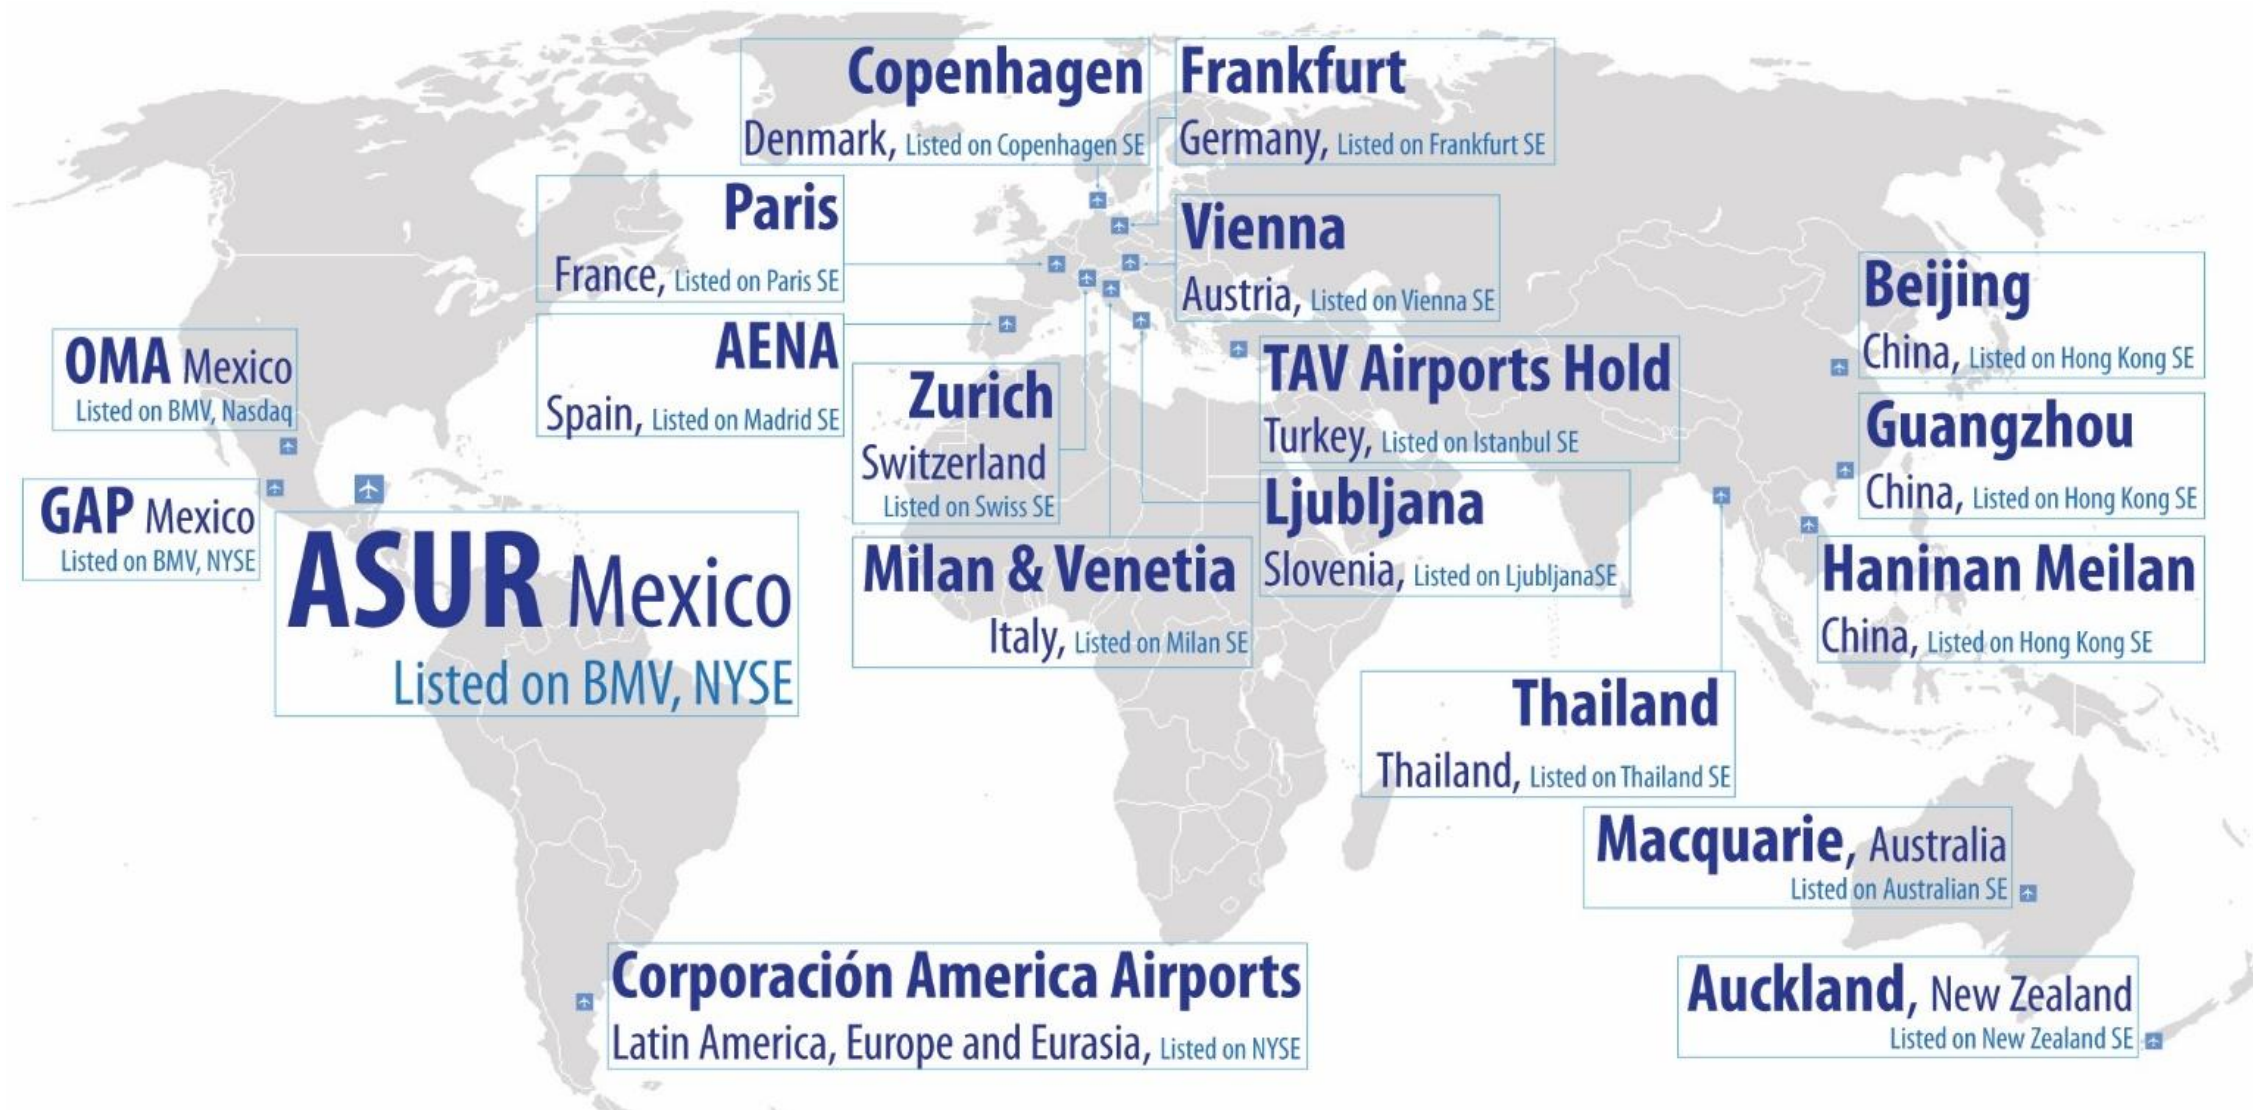 Copenhagen
Denmark, Listed on Copenhagen SE
Frankfurt
Germany, Listed on Frankfurt SE
Paris
France, Listed on Paris SE
Vienna
Austria, Listed on Vienna SE
Beijing
China, Listed on Hong Kong SE
OMA Mexico
Listed on BMV, Nasdaq
AENA
Spain, Listed on Madrid SE
Zurich
Switzerland
Listed on Swiss SE
TAV Airports Hold
Turkey, Listed on Istanbul SE
Guangzhou
China, Listed on Hong Kong SE
GAP Mexico
Listed on BMV, NYSE
ASUR Mexico
Listed on BMV, NYSE
Milan & Venetia
Italy, Listed on Milan SE
Ljubljana
Slovenia, Listed on LjubljanaSE
Haninan Meilan
China, Listed on Hong Kong SE
Thailand
Thailand, Listed on Thailand SE
Macquarie, Australia
Listed on Australian SE
Corporación America Airports
Latin America, Europe and Eurasia, Listed on NYSE
Auckland, New Zealand
Listed on New Zealand SE